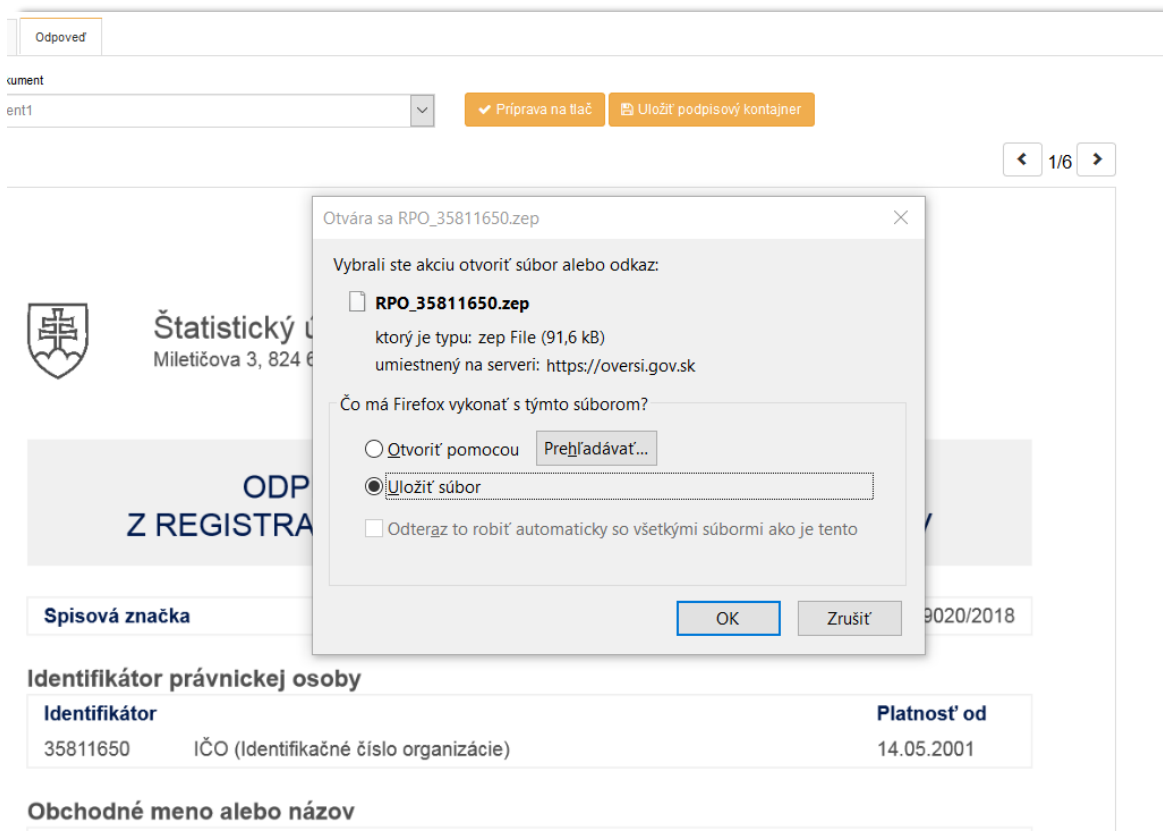 Odpoveď
kument
ent1
Príprava na tlač
Uložiť podpisový kontajner
1/6
Otvára sa RPO_35811650.zep
Vybrali ste akciu otvoriť súbor alebo odkaz:
RPO_35811650.zep
ktorý je typu: zep File (91,6 kB)
umiestnený na serveri: https://oversi.gov.sk
Čo má Firefox vykonať s týmto súborom?
Otvoriť pomocou
Prehľadávať...
Uložiť súbor
Odteraz to robiť automaticky so všetkými súbormi ako je tento
OK
Zrušiť
Štatistický ú
Miletičova 3, 824 6
ODP
Z REGISTRA
Spisová značka
9020/2018
Identifikátor právnickej osoby
Identifikátor
Platnosť od
35811650
IČO (Identifikačné číslo organizácie)
14.05.2001
Obchodné meno alebo názov